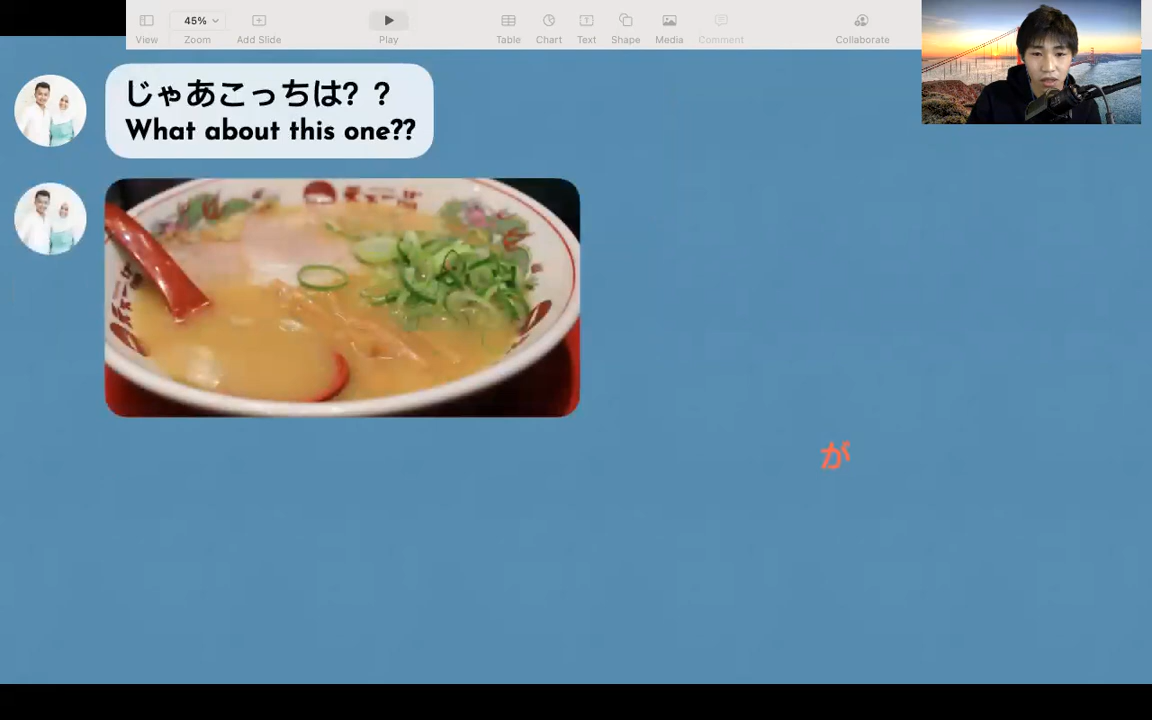 45%
View
Zoom
Add Slide
Play
Table
Chart
Text
Shape
Media
Comment
Collaborate
じゃあこっちは？？
What about this one??
が